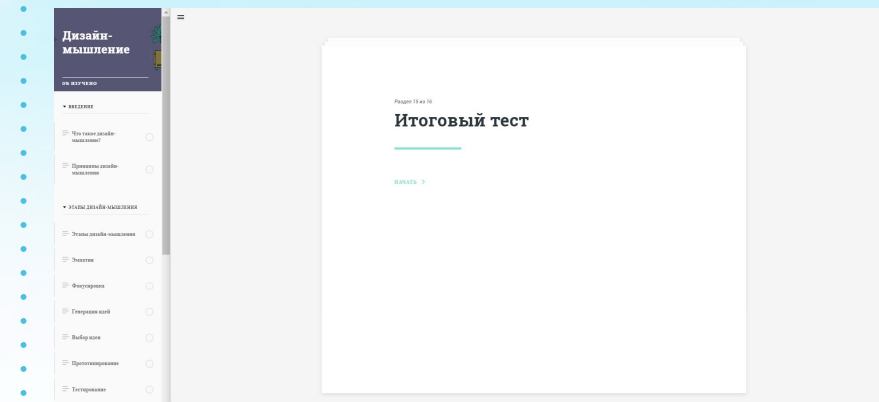 Дизайн-
мышление
0% ИЗУЧЕНО
ВВЕДЕНИЕ
Что такое дизайн-
мышление?
Принципы дизайн-
мышления
ЭТАПЫ ДИЗАЙН-МЫШЛЕНИЯ
Этапы дизайн-мышления
Эмпатия
Фокусировка
Генерация идей
Выбор идеи
Прототипирование
Тестирование
Раздел 15 из 16
Итоговый тест
НАЧАТЬ